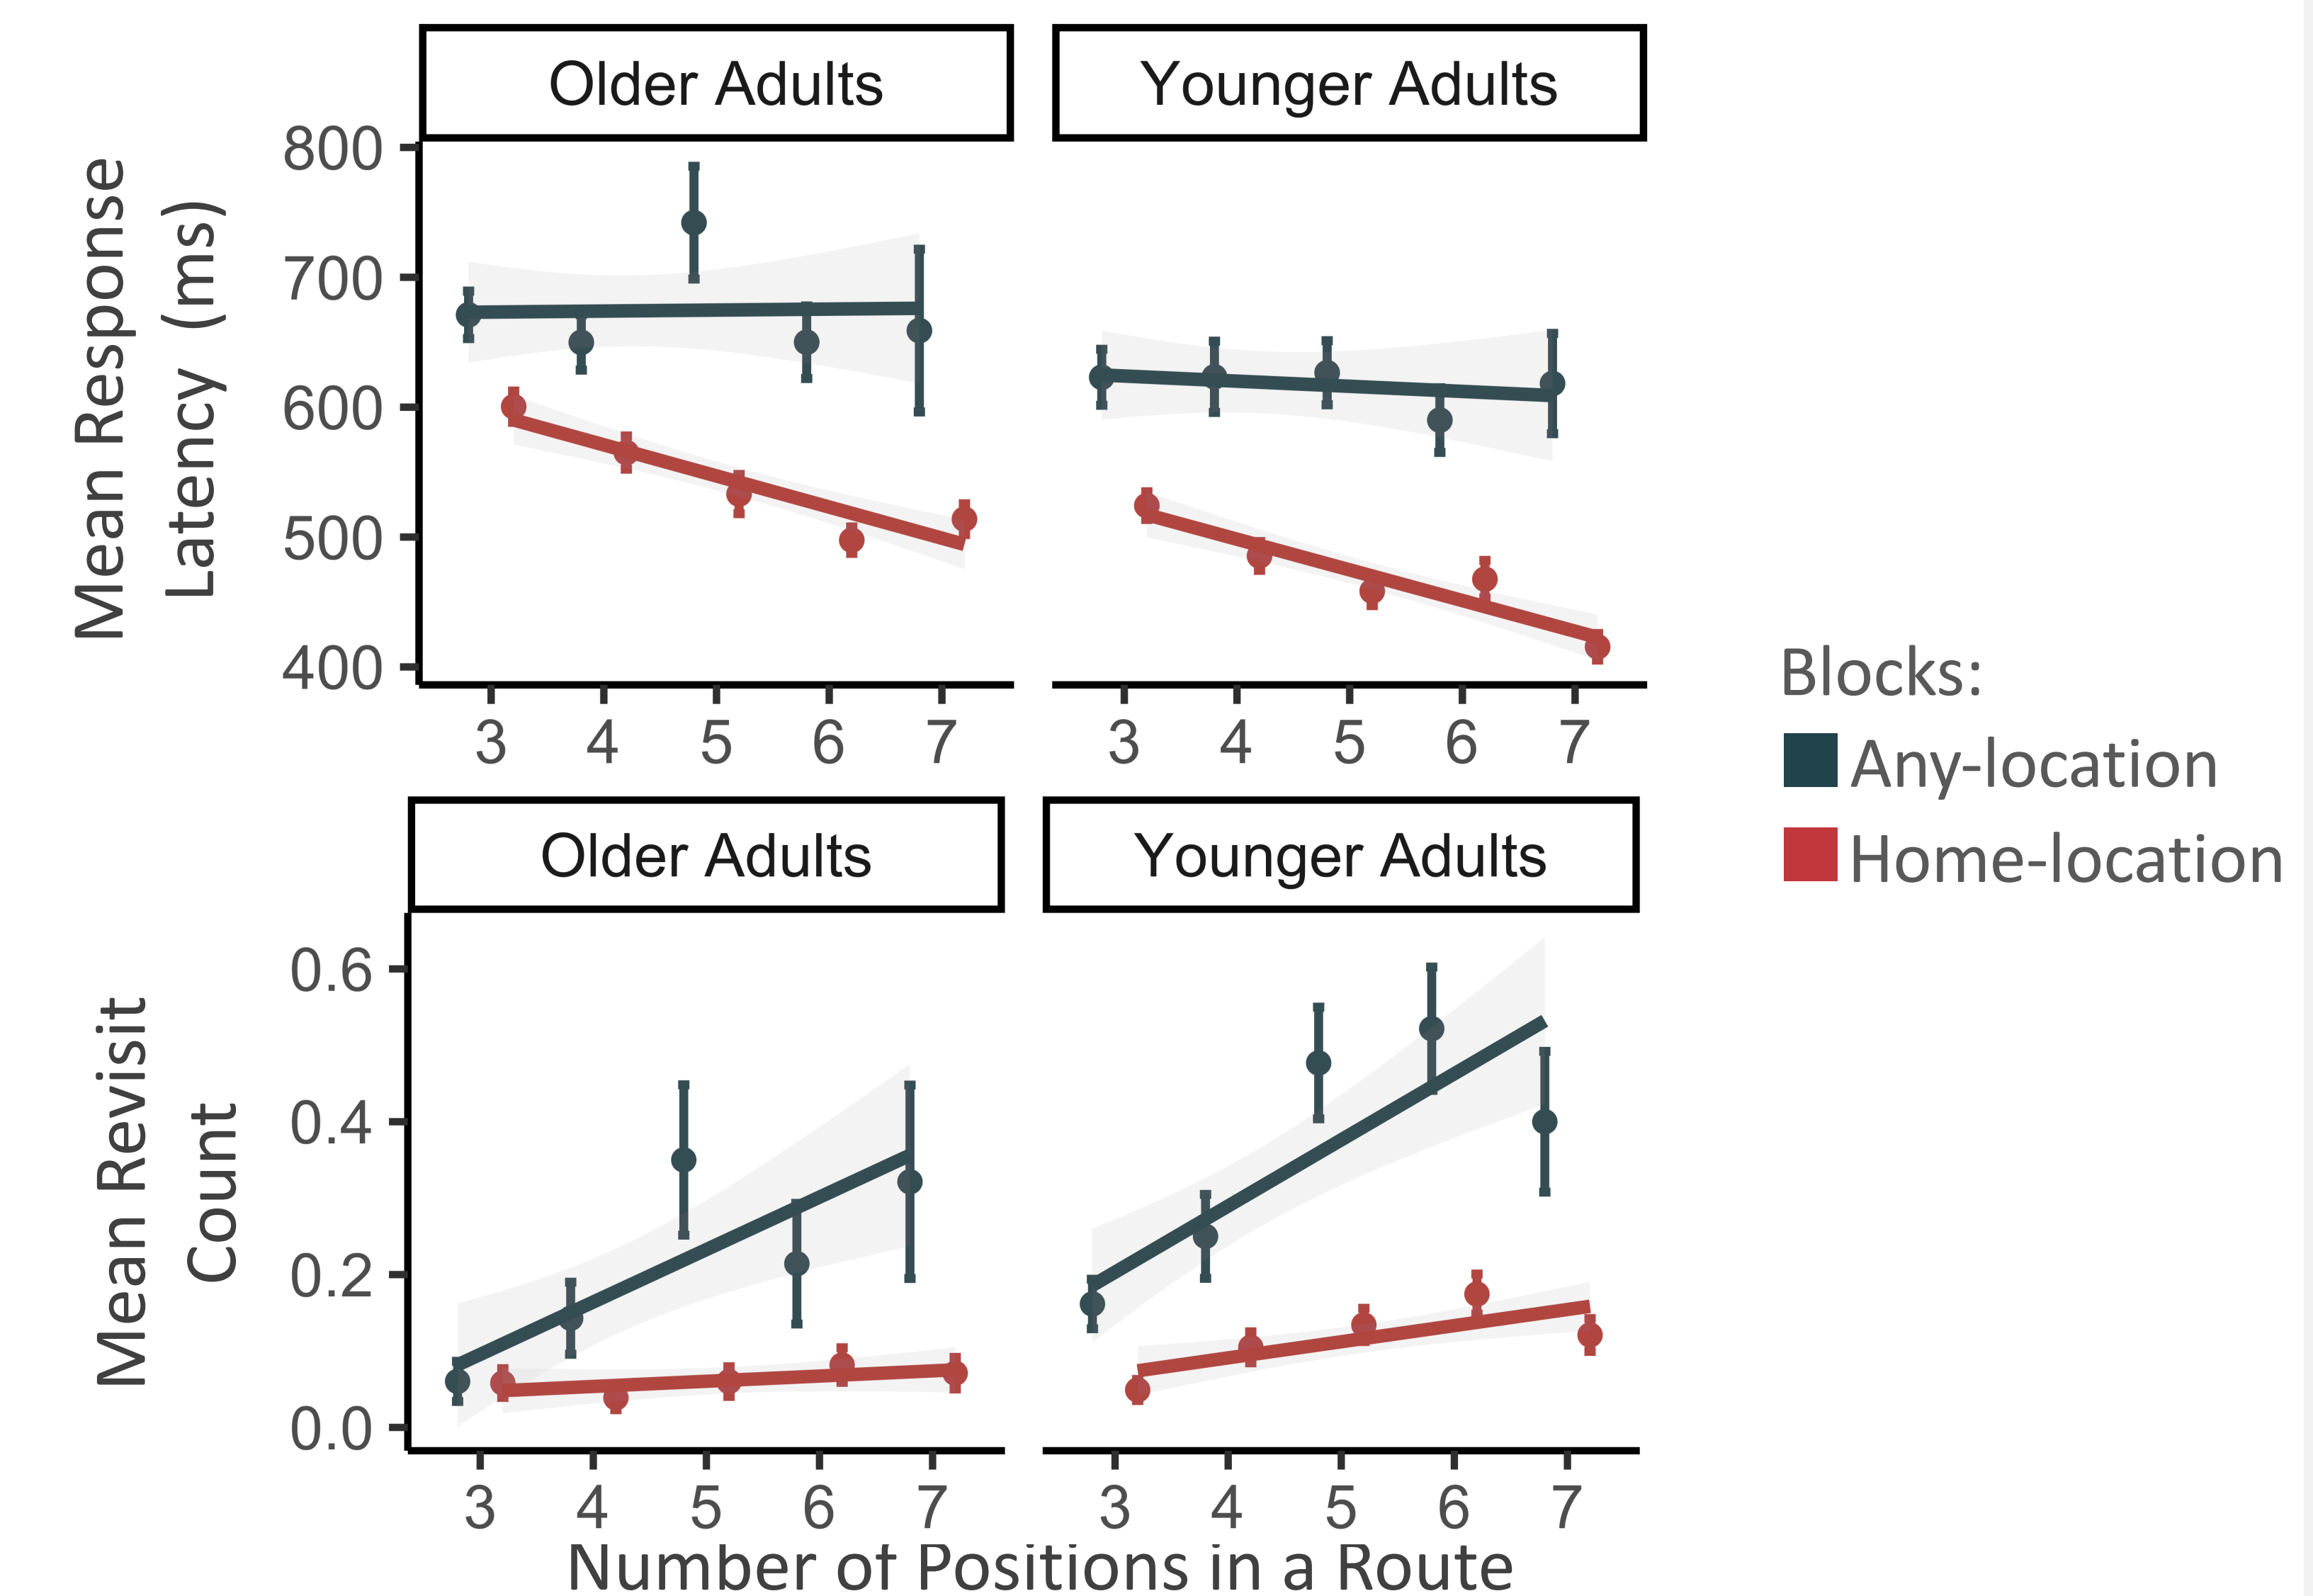 Older Adults
Younger Adults
Mean Response
Latency (ms)
800
700
600
500
400
3 4 5 6 7
3 4 5 6 7
Blocks:
Any-location
Home-location
Older Adults
Younger Adults
Mean Revisit
Count
0.6
0.4
0.2
0.0
3 4 5 6 7
3 4 5 6 7
Number of Positions in a Route